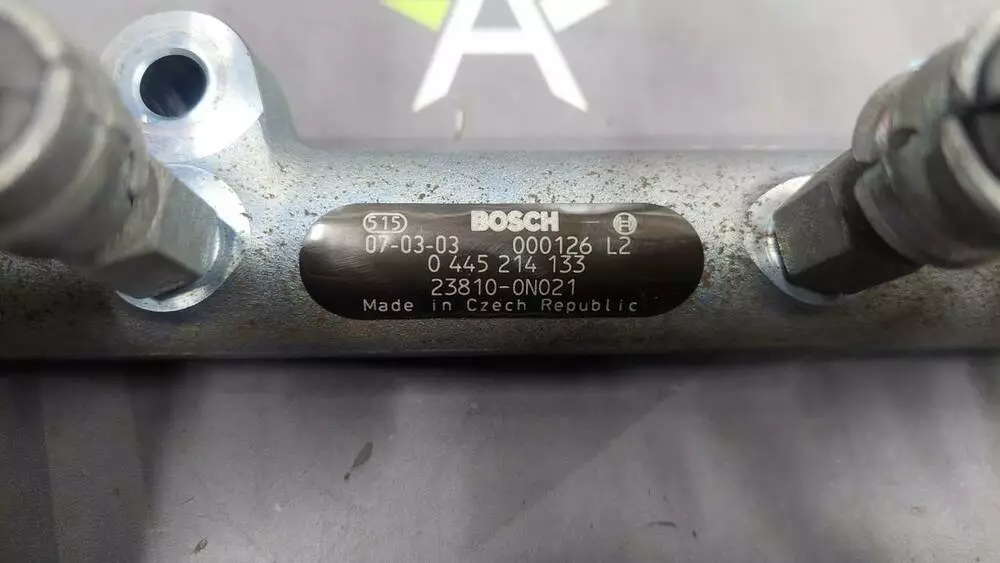 515 BOSCH
07-03-03 000126 L2
0 445 214 133
23810-0N021
Made in Czech Republic